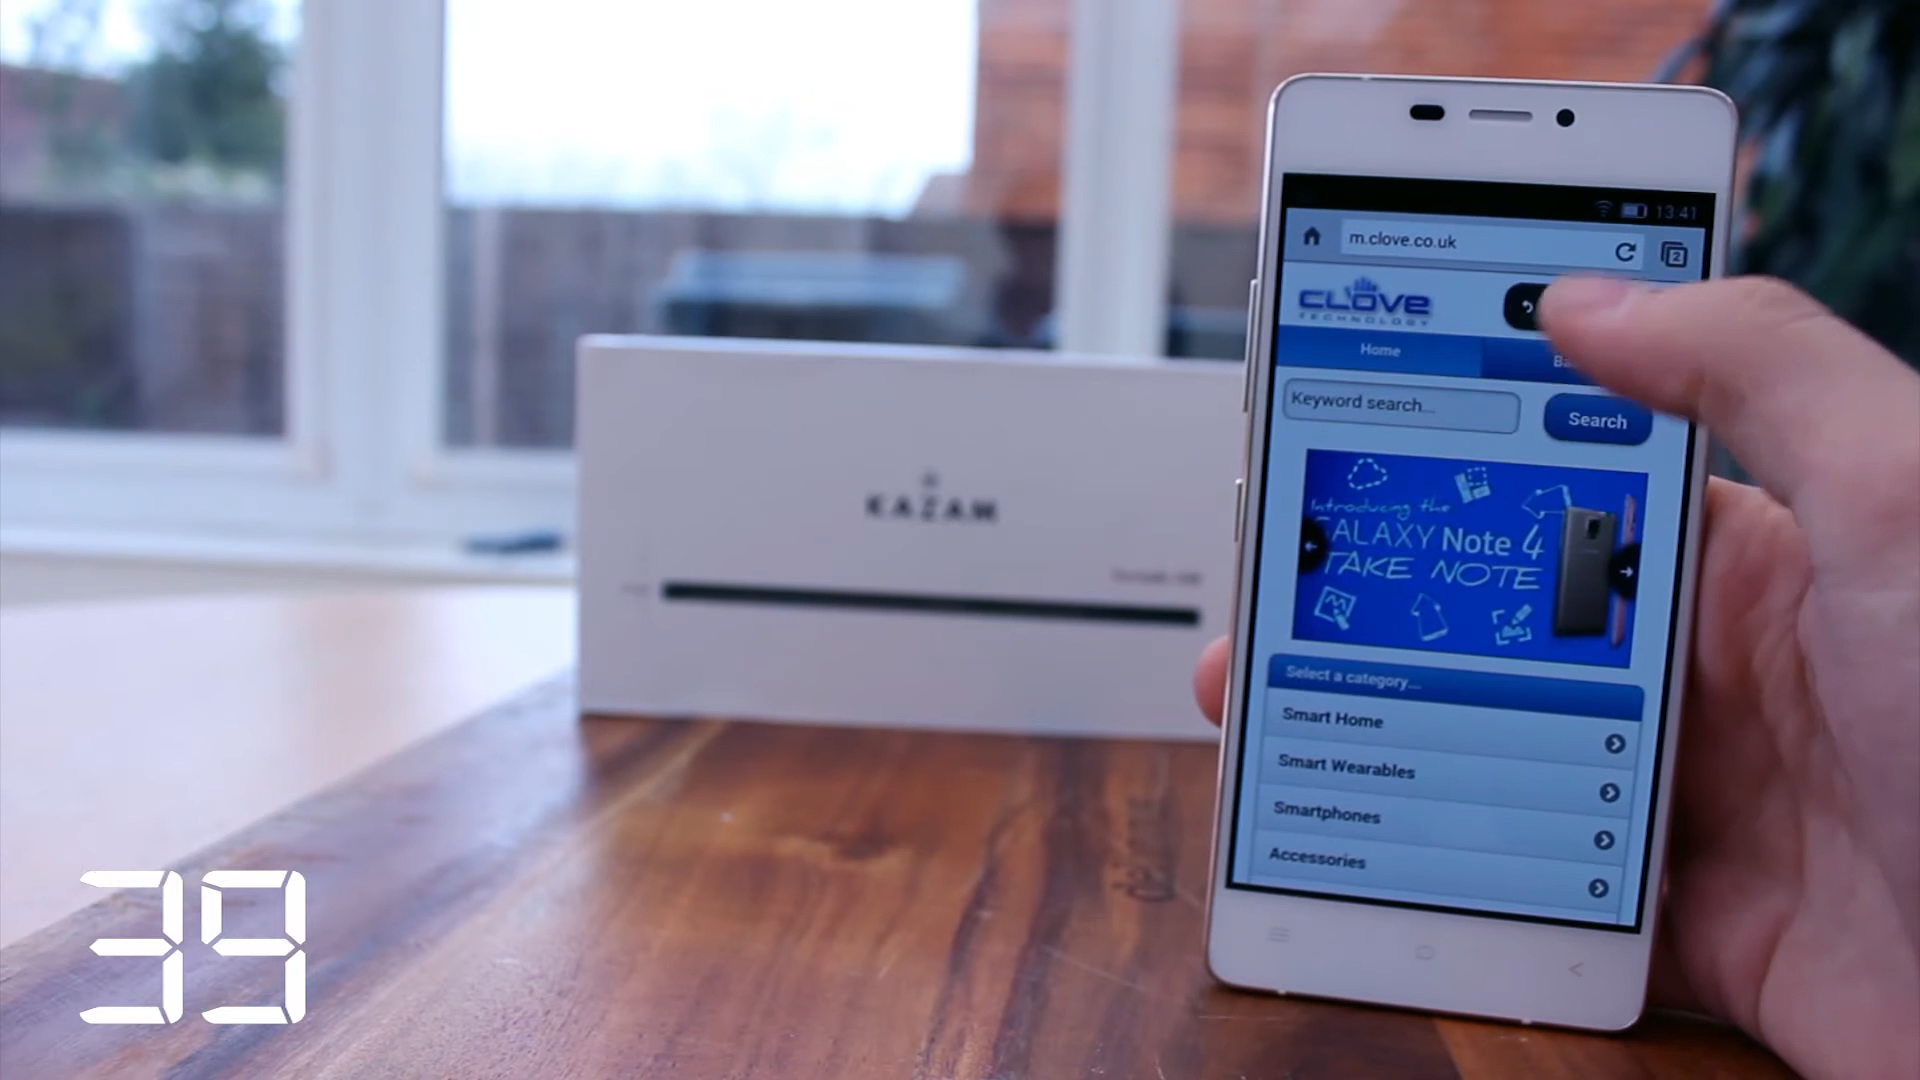 13:41
m.clove.co.uk
2
CLOVE
TECHNOLOGY
Home
Keyword search...
Search
Introducing the
GALAXY Note 4
TAKE NOTE
Select a category...
Smart Home
Smart Wearables
Smartphones
Accessories
KAZAM
39